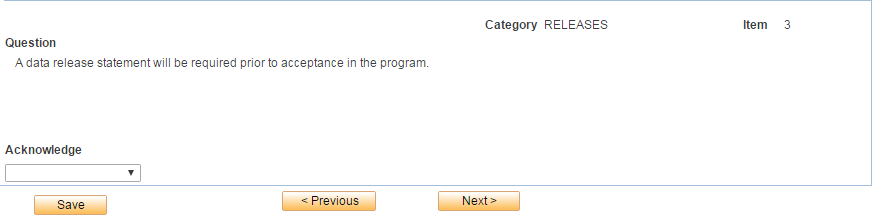 Category RELEASES Item 3
Question
A data release statement will be required prior to acceptance in the program.
Acknowledge
Save < Previous Next >